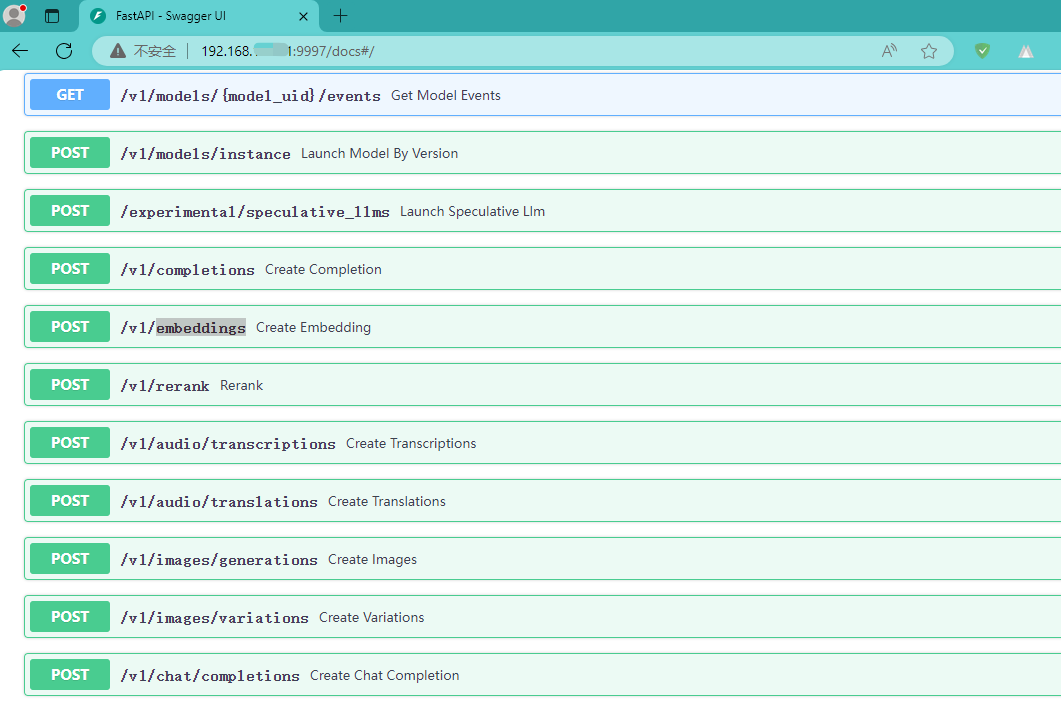 FastAPI - Swagger UI
不安全 192.168. 1:9997/docs#/
GET /v1/models/{model_uid}/events Get Model Events
POST /v1/models/instance Launch Model By Version
POST /experimental/speculative_llms Launch Speculative Llm
POST /v1/completions Create Completion
POST /v1/embeddings Create Embedding
POST /v1/rerank Rerank
POST /v1/audio/transcriptions Create Transcriptions
POST /v1/audio/translations Create Translations
POST /v1/images/generations Create Images
POST /v1/images/variations Create Variations
POST /v1/chat/completions Create Chat Completion